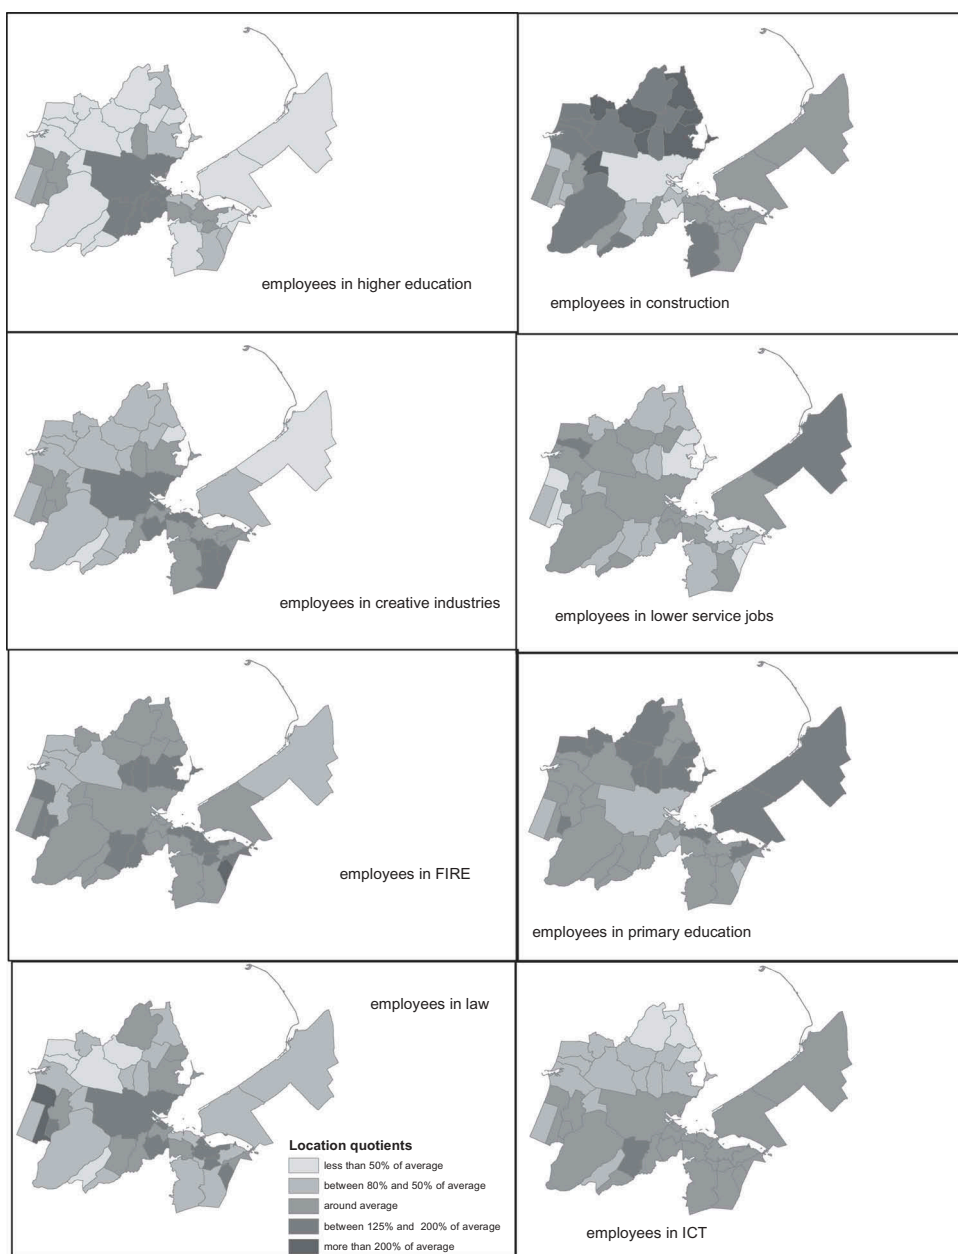 employees in higher education
employees in construction
employees in creative industries
employees in lower service jobs
employees in FIRE
employees in primary education
employees in law
Location quotients
less than 50% of average
between 80% and 50% of average
around average
between 125% and 200% of average
more than 200% of average
employees in ICT